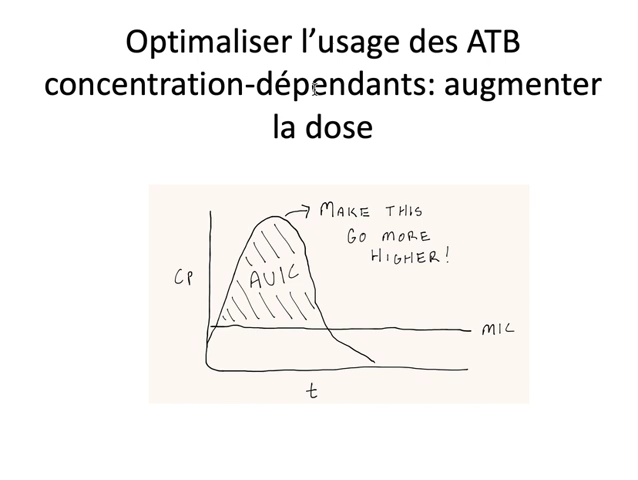 Optimaliser l’usage des ATB
concentration-dépendants: augmenter
la dose
MAKE THIS
GO MORE
HIGHER!
CP
AUIC
MIC
t